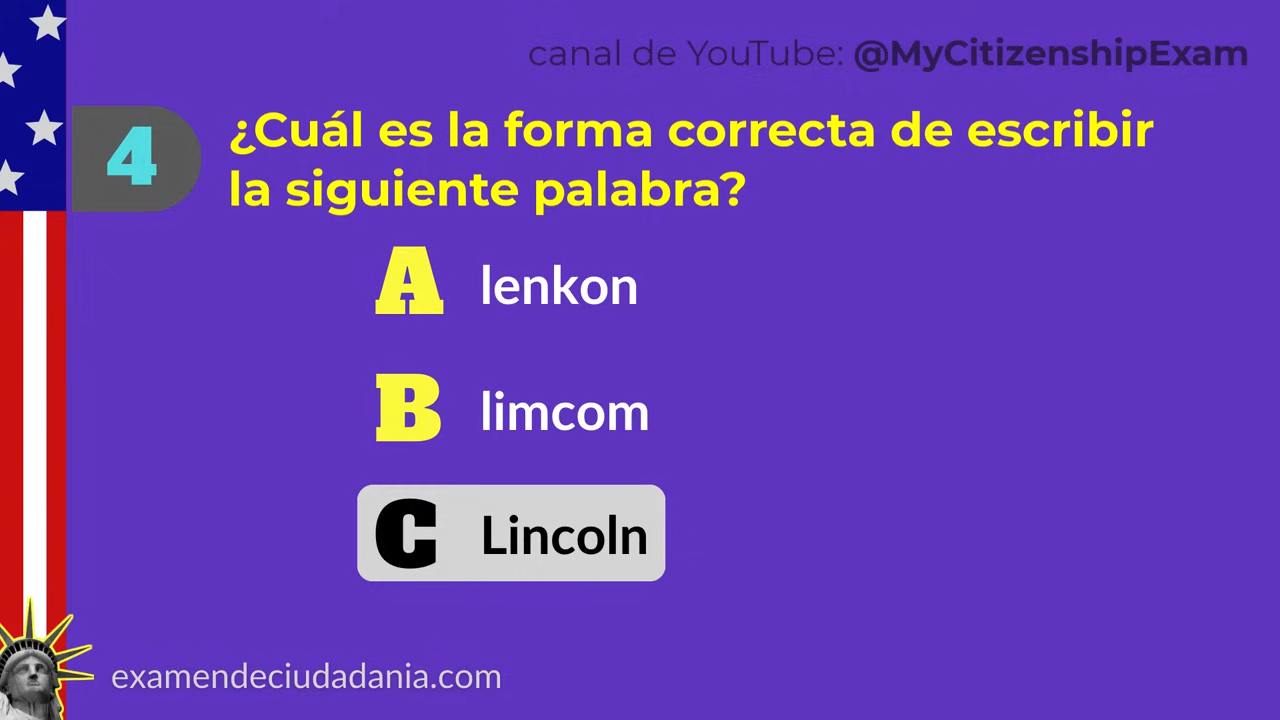 canal de YouTube: @MyCitizenshipExam
4
¿Cuál es la forma correcta de escribir
la siguiente palabra?
A lenkon
B limcom
C Lincoln
examendeciudadania.com